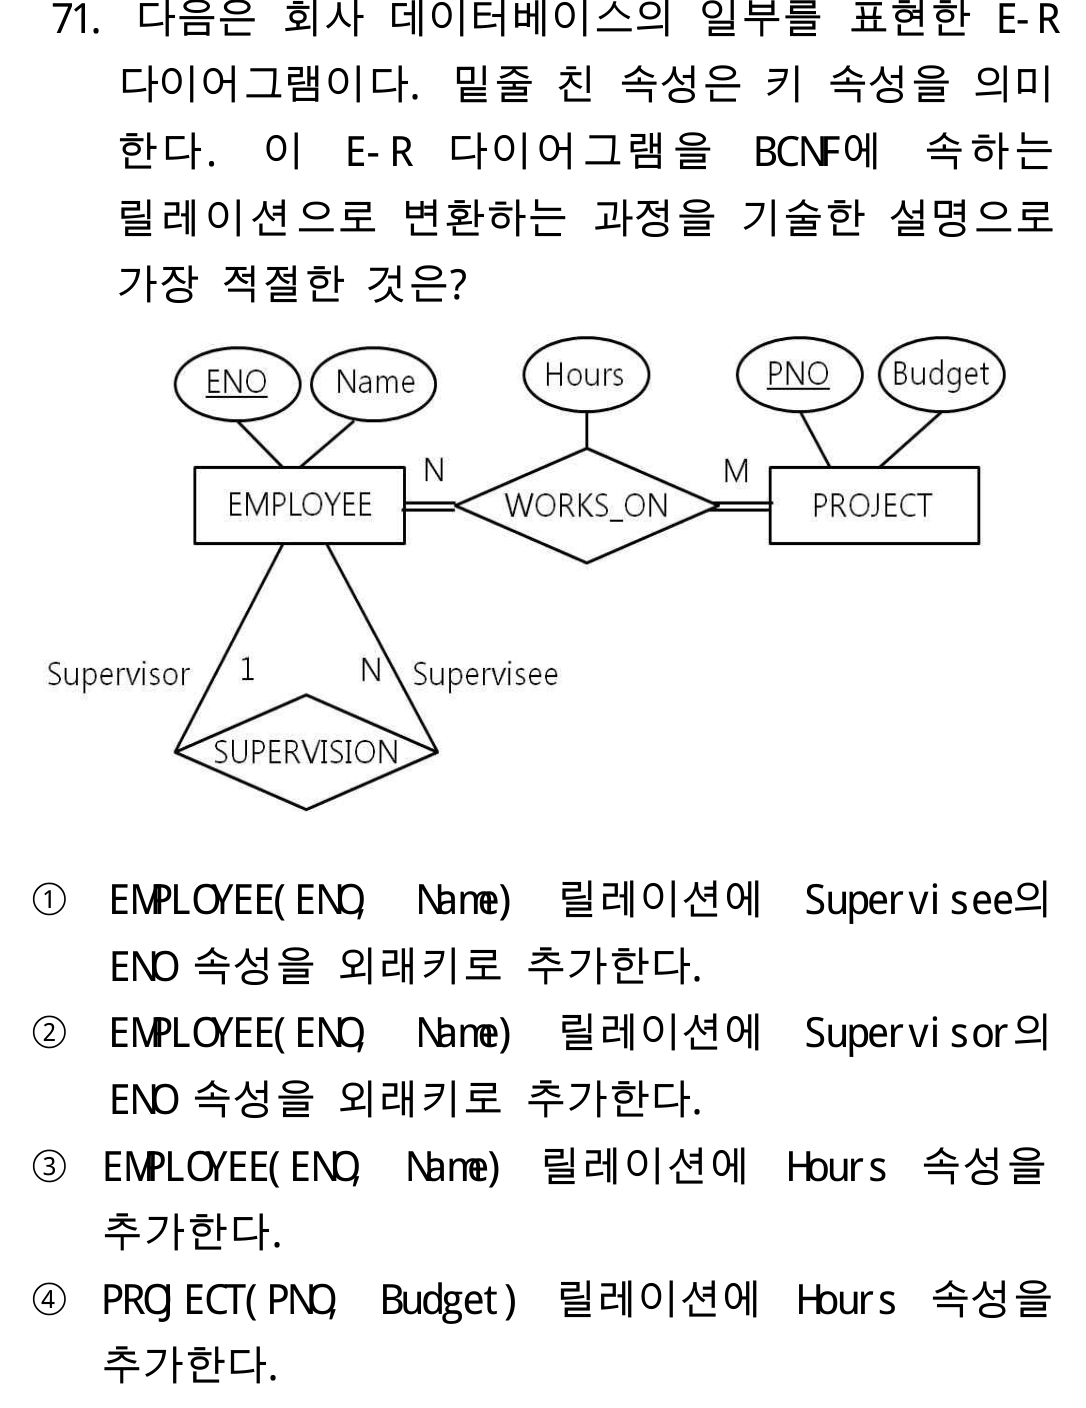 71. 다음은 회사 데이터베이스의 일부를 표현한 E-R
다이어그램이다. 밑줄 친 속성은 키 속성을 의미
한다. 이 E-R 다이어그램을 BCNF에 속하는
릴레이션으로 변환하는 과정을 기술한 설명으로
가장 적절한 것은?
ENO Name Hours PNO Budget
N M
EMPLOYEE WORKS_ON PROJECT
Supervisor 1 N Supervisee
SUPERVISION
① EMPLOYEE(ENO, Name) 릴레이션에 Supervisee의
ENO 속성을 외래키로 추가한다.
② EMPLOYEE(ENO, Name) 릴레이션에 Supervisor의
ENO 속성을 외래키로 추가한다.
③ EMPLOYEE(ENO, Name) 릴레이션에 Hours 속성을
추가한다.
④ PROJECT(PNO, Budget) 릴레이션에 Hours 속성을
추가한다.